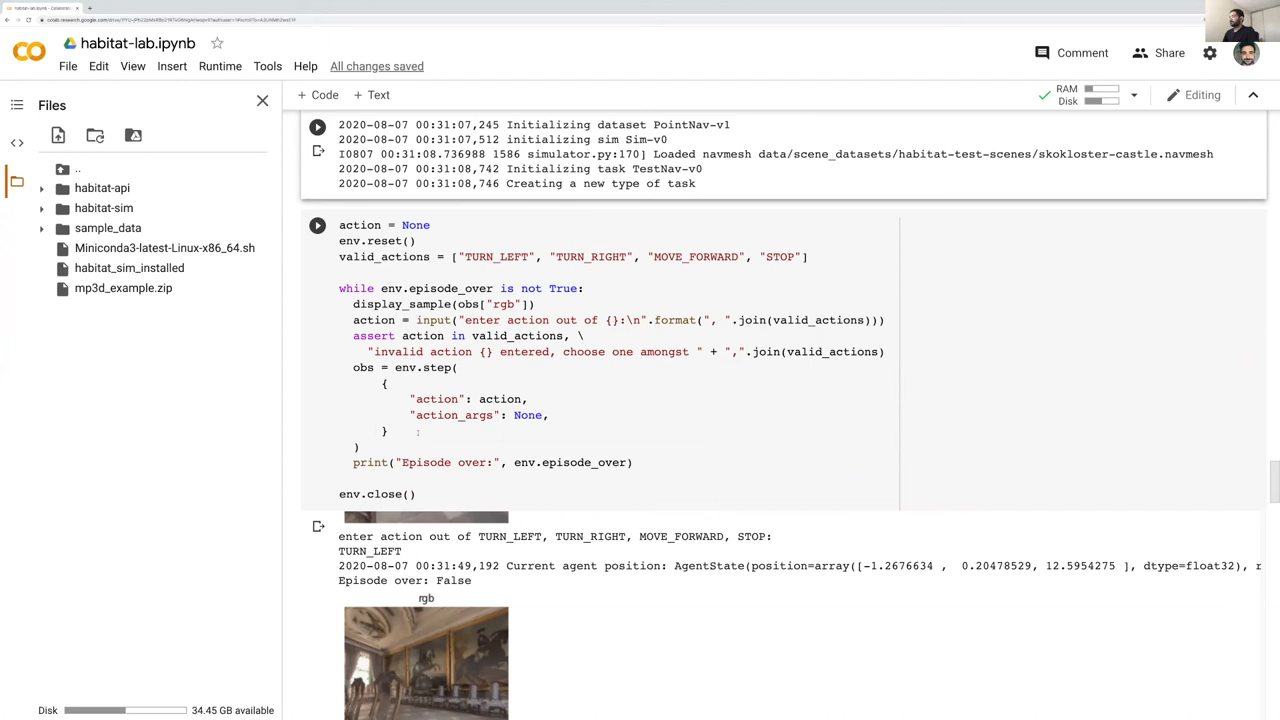 habitat-lab.ipynb
File Edit View Insert Runtime Tools Help All changes saved
Comment Share
+ Code + Text
RAM
Disk
Editing
Files
..
habitat-api
habitat-sim
sample_data
Miniconda3-latest-Linux-x86_64.sh
habitat_sim_installed
mp3d_example.zip
Disk 34.45 GB available
2020-08-07 00:31:07,245 Initializing dataset PointNav-v1
2020-08-07 00:31:07,512 initializing sim Sim-v0
I0807 00:31:08.736988 1586 simulator.py:170] Loaded navmesh data/scene_datasets/habitat-test-scenes/skokloster-castle.navmesh
2020-08-07 00:31:08,742 Initializing task TestNav-v0
2020-08-07 00:31:08,746 Creating a new type of task
action = None
env.reset()
valid_actions = ["TURN_LEFT", "TURN_RIGHT", "MOVE_FORWARD", "STOP"]
while env.episode_over is not True:
display_sample(obs["rgb"])
action = input("enter action out of {}:\n".format(", ".join(valid_actions)))
assert action in valid_actions, \
"invalid action {} entered, choose one amongst " + ",".join(valid_actions)
obs = env.step(
{
"action": action,
"action_args": None,
}
)
print("Episode over:", env.episode_over)
env.close()
enter action out of TURN_LEFT, TURN_RIGHT, MOVE_FORWARD, STOP:
TURN_LEFT
2020-08-07 00:31:49,192 Current agent position: AgentState(position=array([-1.2676634 , 0.20478529, 12.5954275 ], dtype=float32), r
Episode over: False
rgb